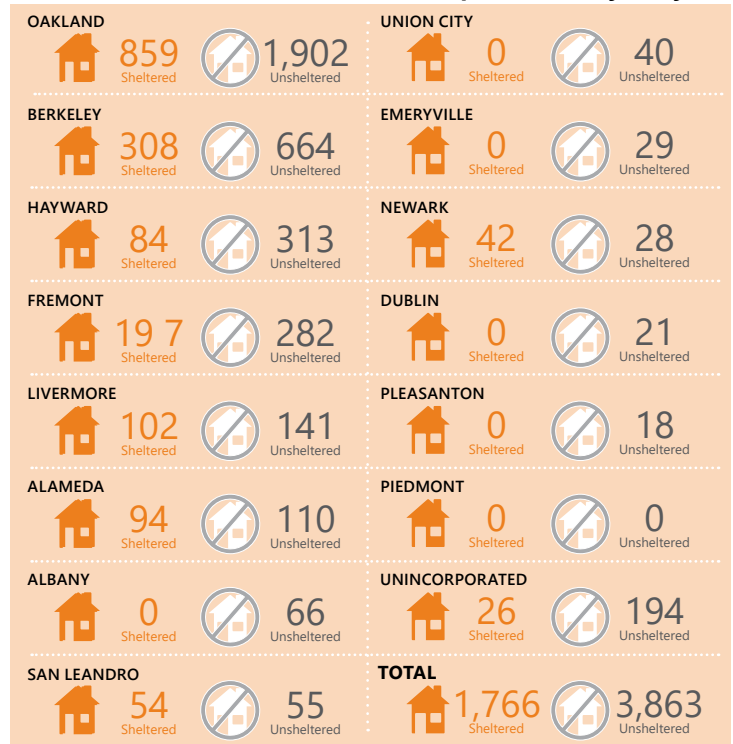 OAKLAND
859 1,902
Sheltered Unsheltered
BERKELEY
308 664
Sheltered Unsheltered
HAYWARD
84 313
Sheltered Unsheltered
FREMONT
19 7 282
Sheltered Unsheltered
LIVERMORE
102 141
Sheltered Unsheltered
ALAMEDA
94 110
Sheltered Unsheltered
ALBANY
0 66
Sheltered Unsheltered
SAN LEANDRO
54 55
Sheltered Unsheltered
UNION CITY
0 40
Sheltered Unsheltered
EMERYVILLE
0 29
Sheltered Unsheltered
NEWARK
42 28
Sheltered Unsheltered
DUBLIN
0 21
Sheltered Unsheltered
PLEASANTON
0 18
Sheltered Unsheltered
PIEDMONT
0 0
Sheltered Unsheltered
UNINCORPORATED
26 194
Sheltered Unsheltered
TOTAL
1,766 3,863
Sheltered Unsheltered